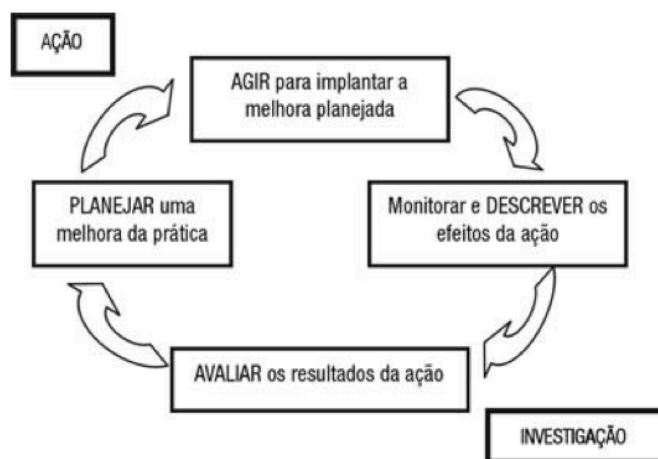 AÇÃO
AGIR para implantar a
melhora planejada
PLANEJAR uma
melhora da prática
Monitorar e DESCREVER os
efeitos da ação
AVALIAR os resultados da ação
INVESTIGAÇÃO